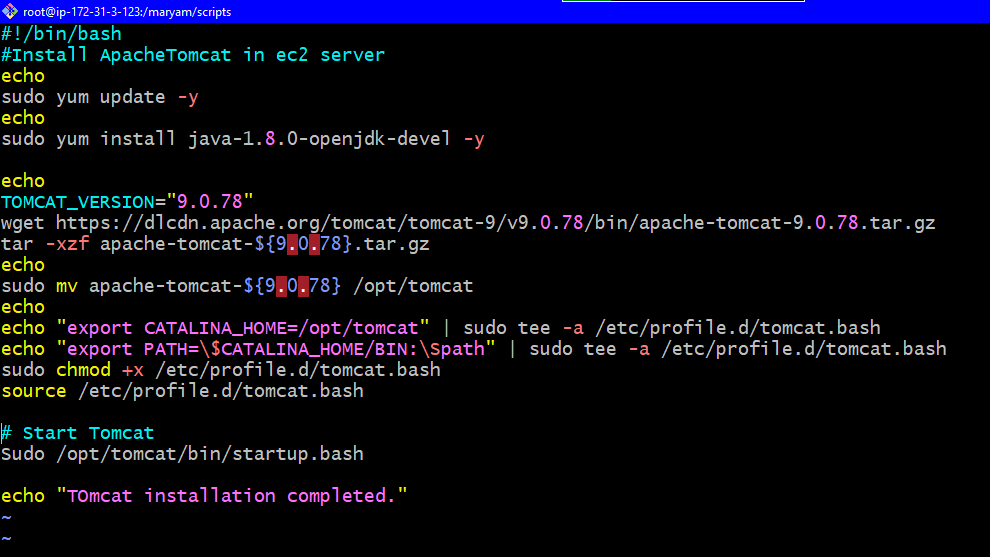 root@ip-172-31-3-123:/maryam/scripts
#!/bin/bash
#Install ApacheTomcat in ec2 server
echo
sudo yum update -y
echo
sudo yum install java-1.8.0-openjdk-devel -y
echo
TOMCAT_VERSION="9.0.78"
wget https://dlcdn.apache.org/tomcat/tomcat-9/v9.0.78/bin/apache-tomcat-9.0.78.tar.gz
tar -xzf apache-tomcat-${9.0.78}.tar.gz
echo
sudo mv apache-tomcat-${9.0.78} /opt/tomcat
echo
echo "export CATALINA_HOME=/opt/tomcat" | sudo tee -a /etc/profile.d/tomcat.bash
echo "export PATH=\$CATALINA_HOME/BIN:\Spath" | sudo tee -a /etc/profile.d/tomcat.bash
sudo chmod +x /etc/profile.d/tomcat.bash
source /etc/profile.d/tomcat.bash
# Start Tomcat
Sudo /opt/tomcat/bin/startup.bash
echo "TOmcat installation completed."
~
~